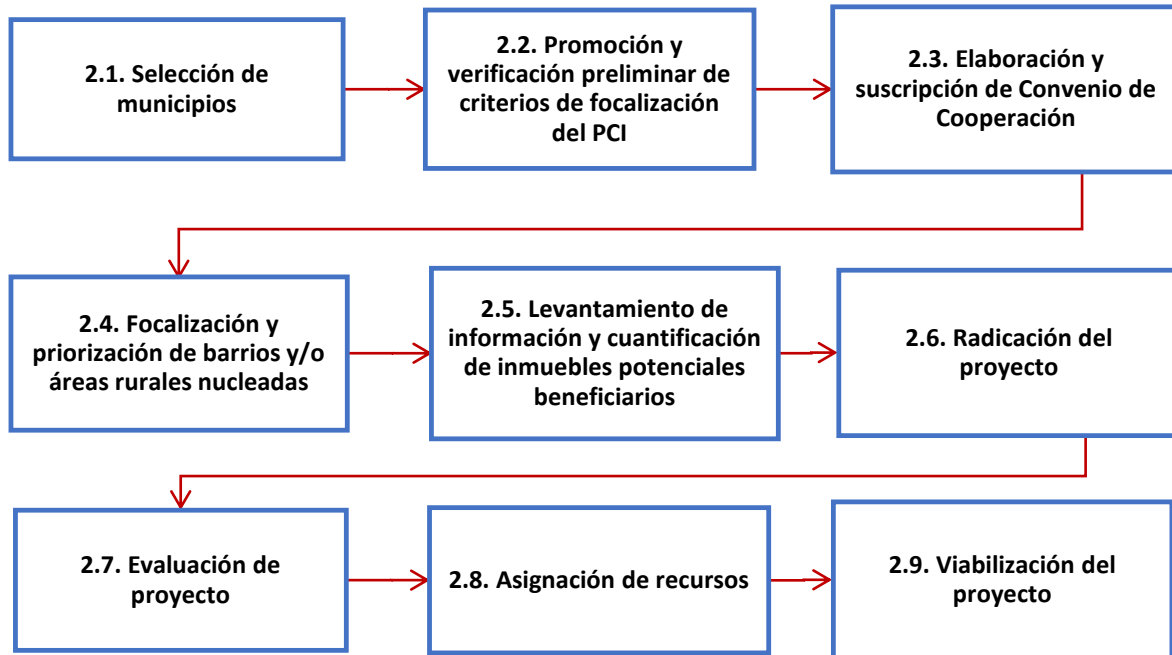 2.1. Selección de
municipios
2.2. Promoción y
verificación preliminar de
criterios de focalización
del PCI
2.3. Elaboración y
suscripción de Convenio de
Cooperación
2.4. Focalización y
priorización de barrios y/o
áreas rurales nucleadas
2.5. Levantamiento de
información y cuantificación
de inmuebles potenciales
beneficiarios
2.6. Radicación del
proyecto
2.7. Evaluación de
proyecto
2.8. Asignación de recursos
2.9. Viabilización del
proyecto